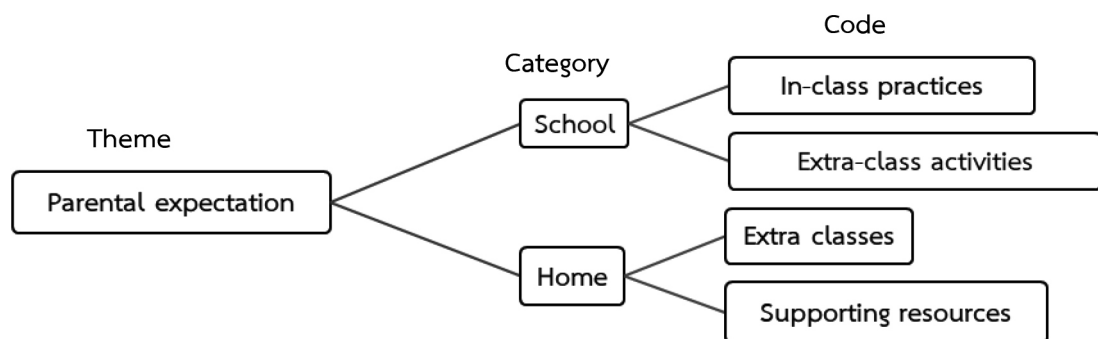 Code
Category
In-class practices
School
Theme
Extra-class activities
Parental expectation
Extra classes
Home
Supporting resources